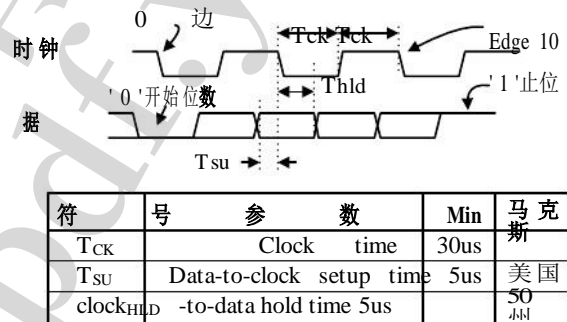 0 边
时钟 Tck Tck Edge 10
Thld
'0'开始位数 '1'止位
据
Tsu
符 号 参 数 Min 马克斯
TCK Clock time 30us
TSU Data-to-clock setup time 5us 美国
clockHLD -to-data hold time 5us 50
州